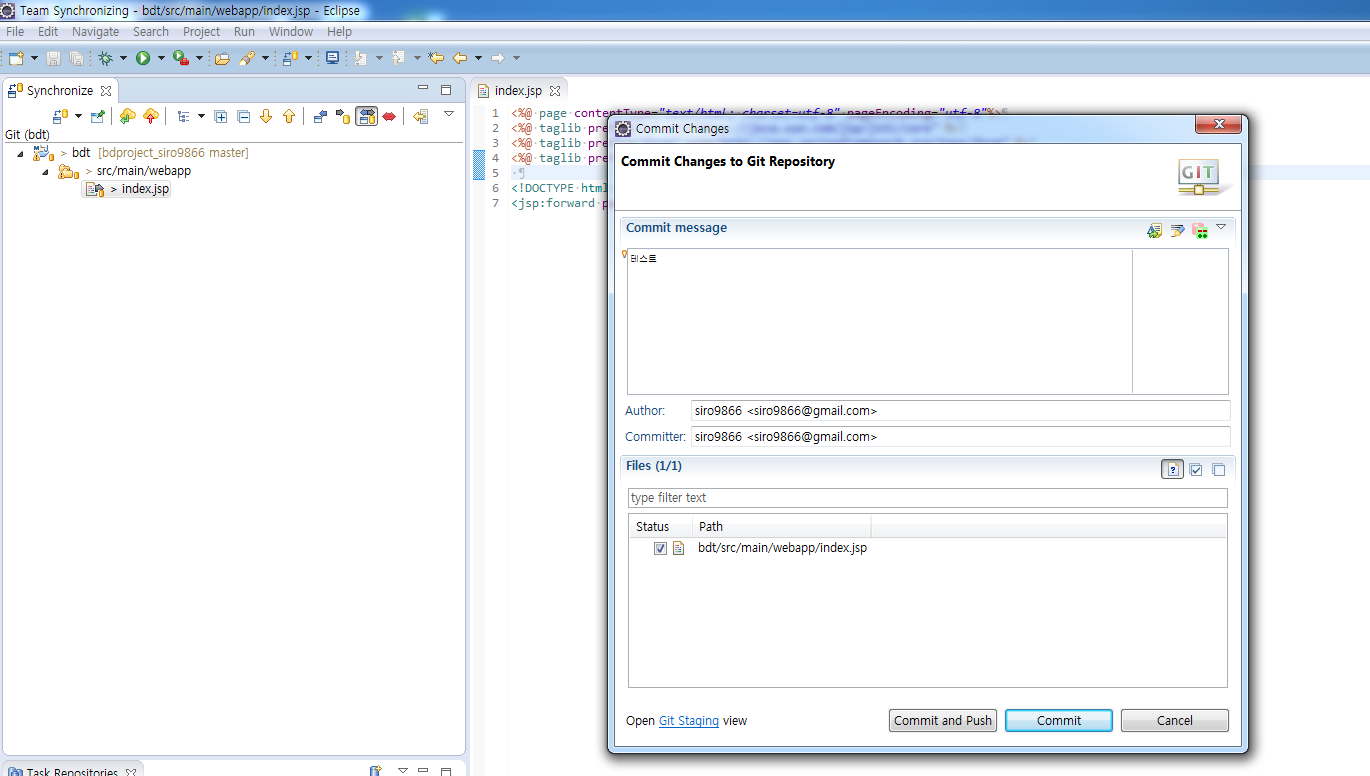 Team Synchronizing - bdt/src/main/webapp/index.jsp - Eclipse
File Edit Navigate Search Project Run Window Help
Synchronize
Git (bdt)
> bdt [bdproject_siro9866 master]
> src/main/webapp
> index.jsp
Task Repositories
index.jsp
1 <%@ page contentType="text/html; charset=utf-8" pageEncoding="utf-8"%>¶
2 <%@ taglib pre
3 <%@ taglib pre
4 <%@ taglib pre
5 ¶
6 <!DOCTYPE html
7 <jsp:forward p
Commit Changes
Commit Changes to Git Repository
GIT
Commit message
테스트
Author: siro9866 <siro9866@gmail.com>
Committer: siro9866 <siro9866@gmail.com>
Files (1/1)
type filter text
Status Path
bdt/src/main/webapp/index.jsp
Open Git Staging view
Commit and Push
Commit
Cancel